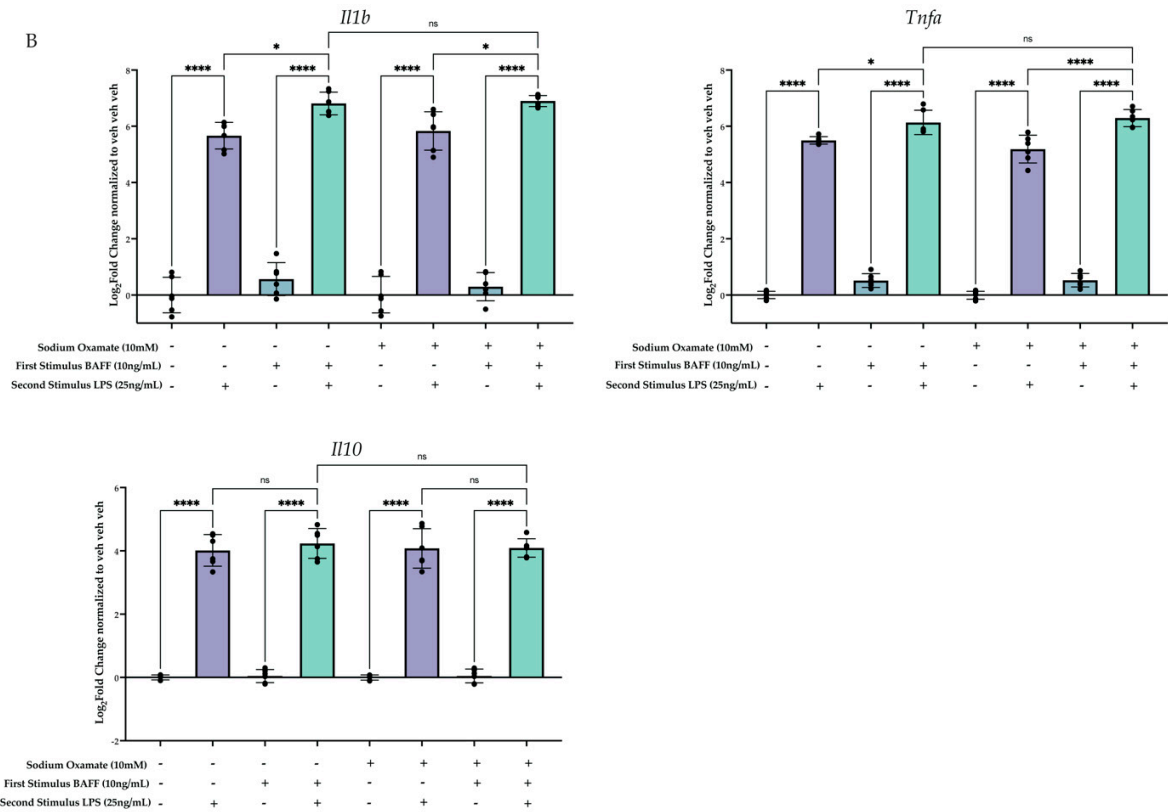 B
Il1b
ns
* *
**** **** **** ****
8
6
4
2
0
Log2Fold Change normalized to veh veh veh
Sodium Oxamate (10mM) - - - - + + + +
First Stimulus BAFF (10ng/mL) - - + + - - + +
Second Stimulus LPS (25ng/mL) - + - + - + - +
Tnfa
ns
* ****
**** **** **** ****
8
6
4
2
0
Log2Fold Change normalized to veh veh veh
Sodium Oxamate (10mM) - - - - + + + +
First Stimulus BAFF (10ng/mL) - - + + - - + +
Second Stimulus LPS (25ng/mL) - + - + - + - +
Il10
ns
ns ns
**** **** **** ****
6
4
2
0
-2
Log2Fold Change normalized to veh veh veh
Sodium Oxamate (10mM) - - - - + + + +
First Stimulus BAFF (10ng/mL) - - + + - - + +
Second Stimulus LPS (25ng/mL) - + - + - + - +